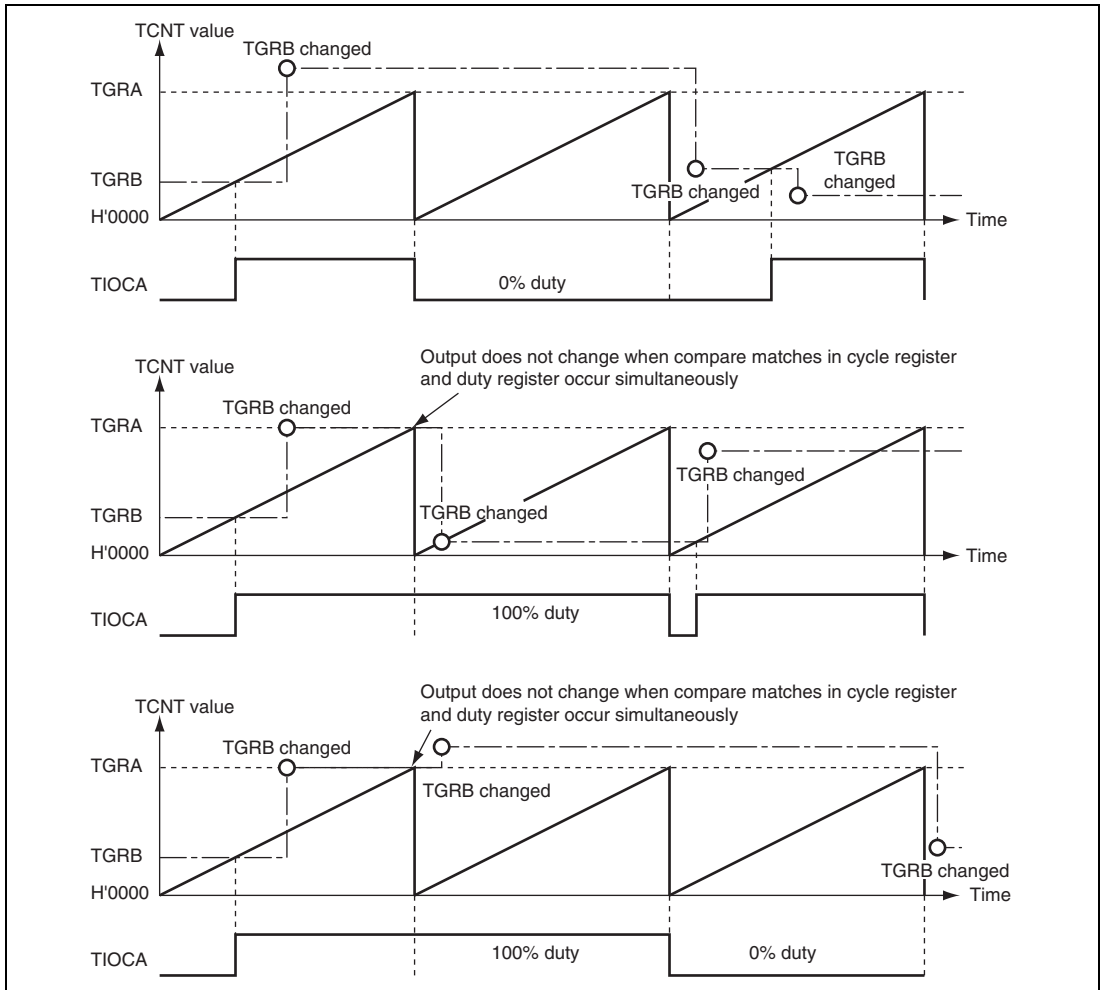 TCNT value
TGRB changed
TGRA
TGRB
changed
TGRB
TGRB changed
H'0000
Time
TIOCA
0% duty
Output does not change when compare matches in cycle register
and duty register occur simultaneously
TCNT value
TGRB changed
TGRA
TGRB changed
TGRB changed
TGRB
H'0000
Time
TIOCA
100% duty
Output does not change when compare matches in cycle register
and duty register occur simultaneously
TCNT value
TGRB changed
TGRA
TGRB changed
TGRB
TGRB changed
H'0000
Time
TIOCA
100% duty
0% duty